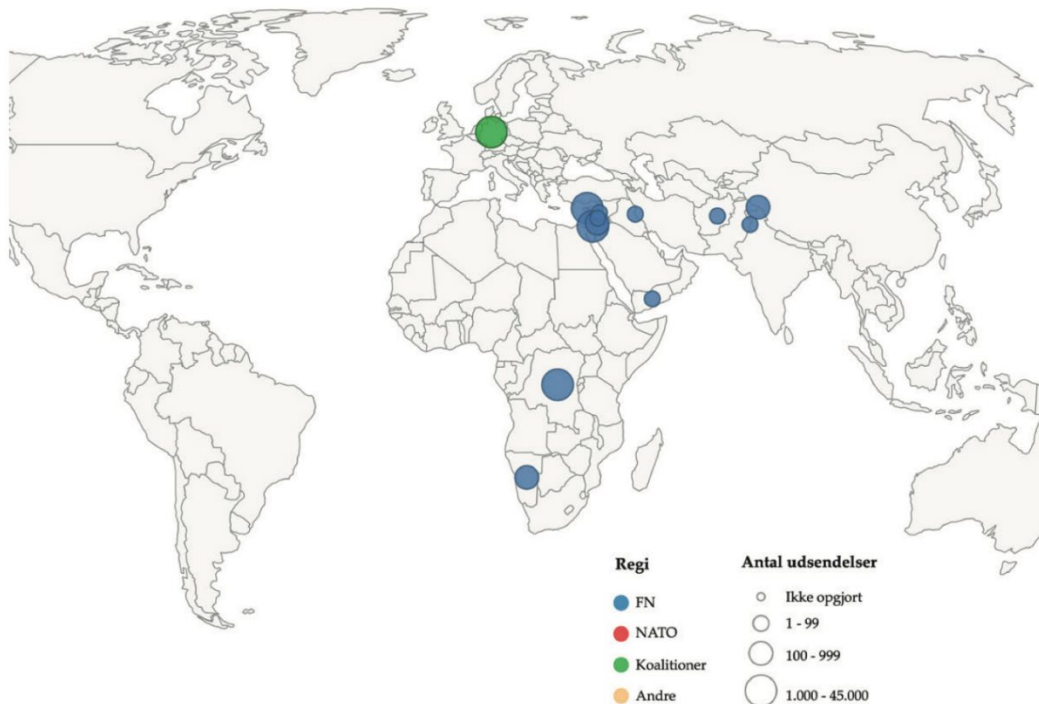 Regi
FN
NATO
Koalitioner
Andre
Antal udsendelser
Ikke opgjort
1 - 99
100 - 999
1.000 - 45.000